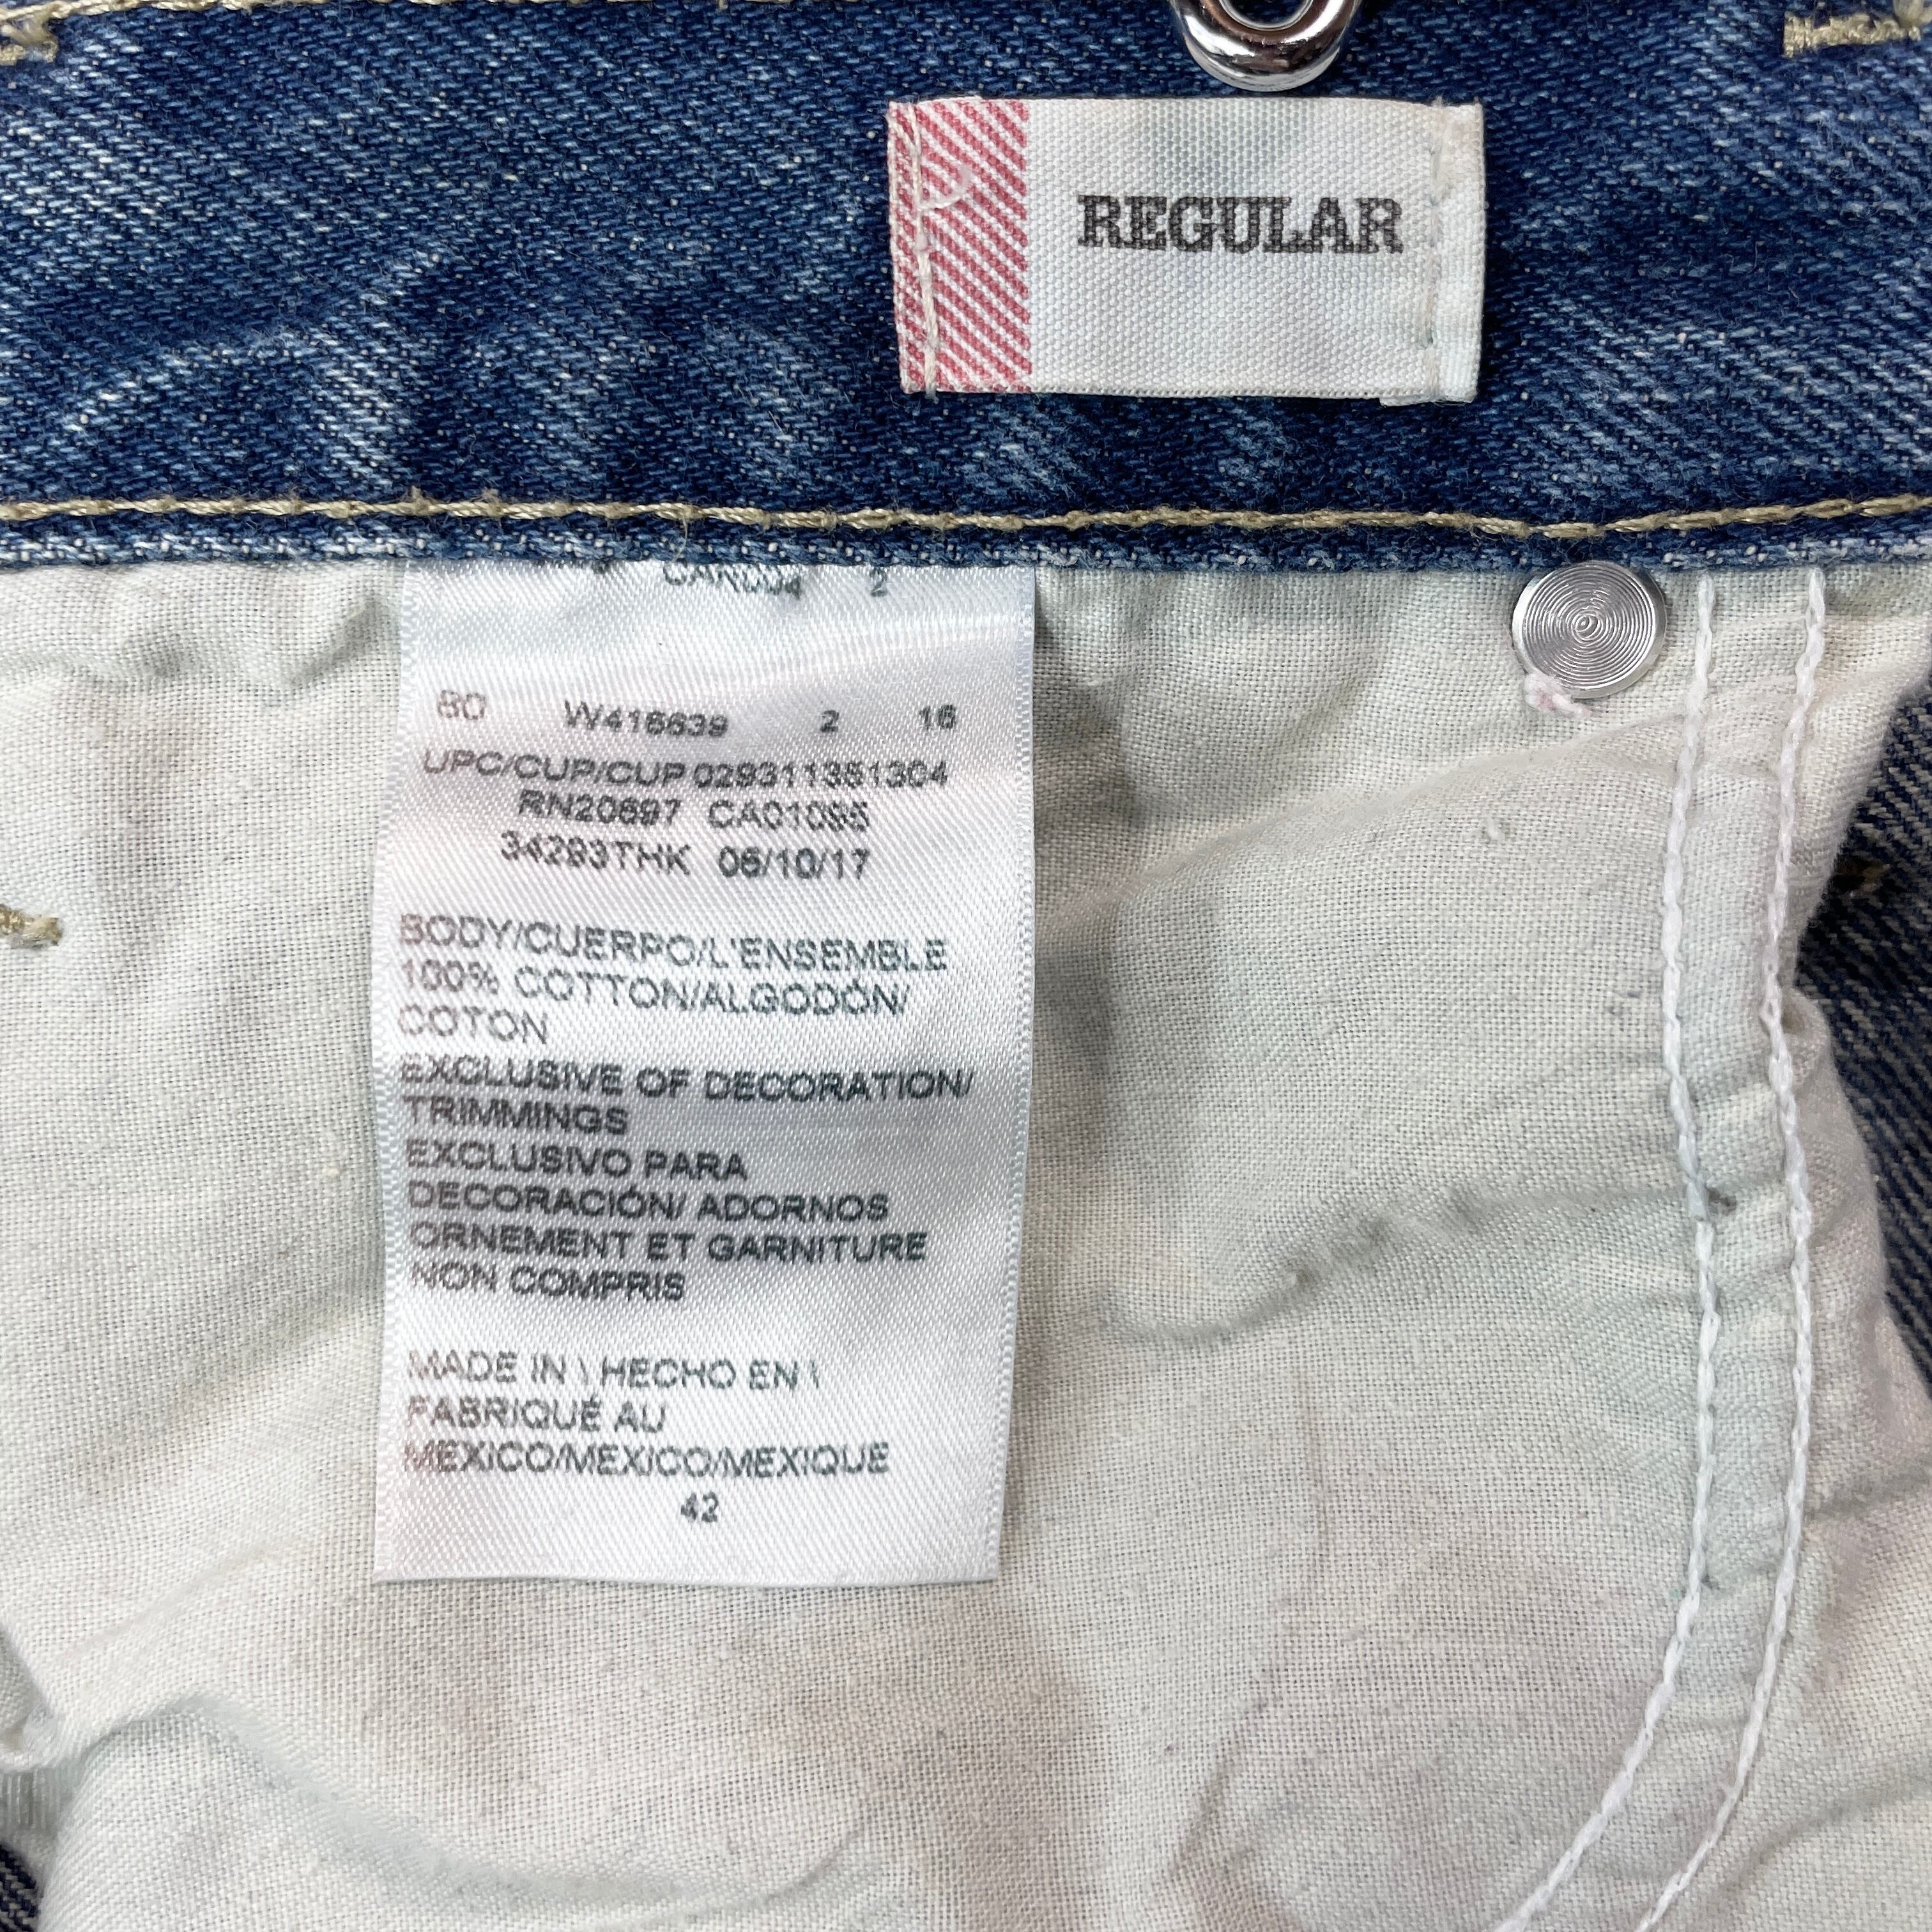 REGULAR
80 W416639 2 16
UPC/CUP/CUP 029311351304
RN20697 CA01095
34293THK 06/10/17
BODY/CUERPO/L'ENSEMBLE
100% COTTON/ALGODÓN/
COTON
EXCLUSIVE OF DECORATION/
TRIMMINGS
EXCLUSIVO PARA
DECORACIÓN/ ADORNOS
ORNEMENT ET GARNITURE
NON COMPRIS
MADE IN \ HECHO EN \
FABRIQUÉ AU
MEXICO/MEXICO/MEXIQUE
42